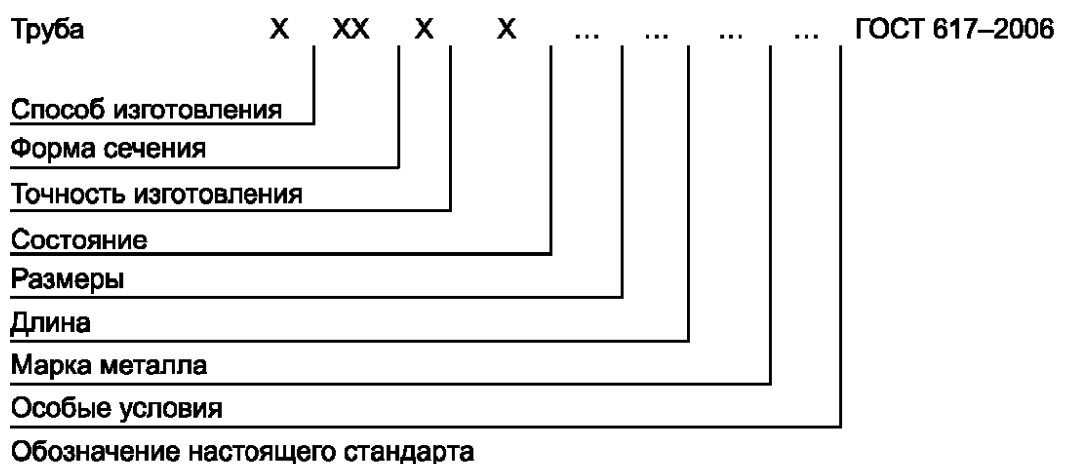 Труба Х ХХ Х Х ... ... ... ... ГОСТ 617–2006
Способ изготовления
Форма сечения
Точность изготовления
Состояние
Размеры
Длина
Марка металла
Особые условия
Обозначение настоящего стандарта